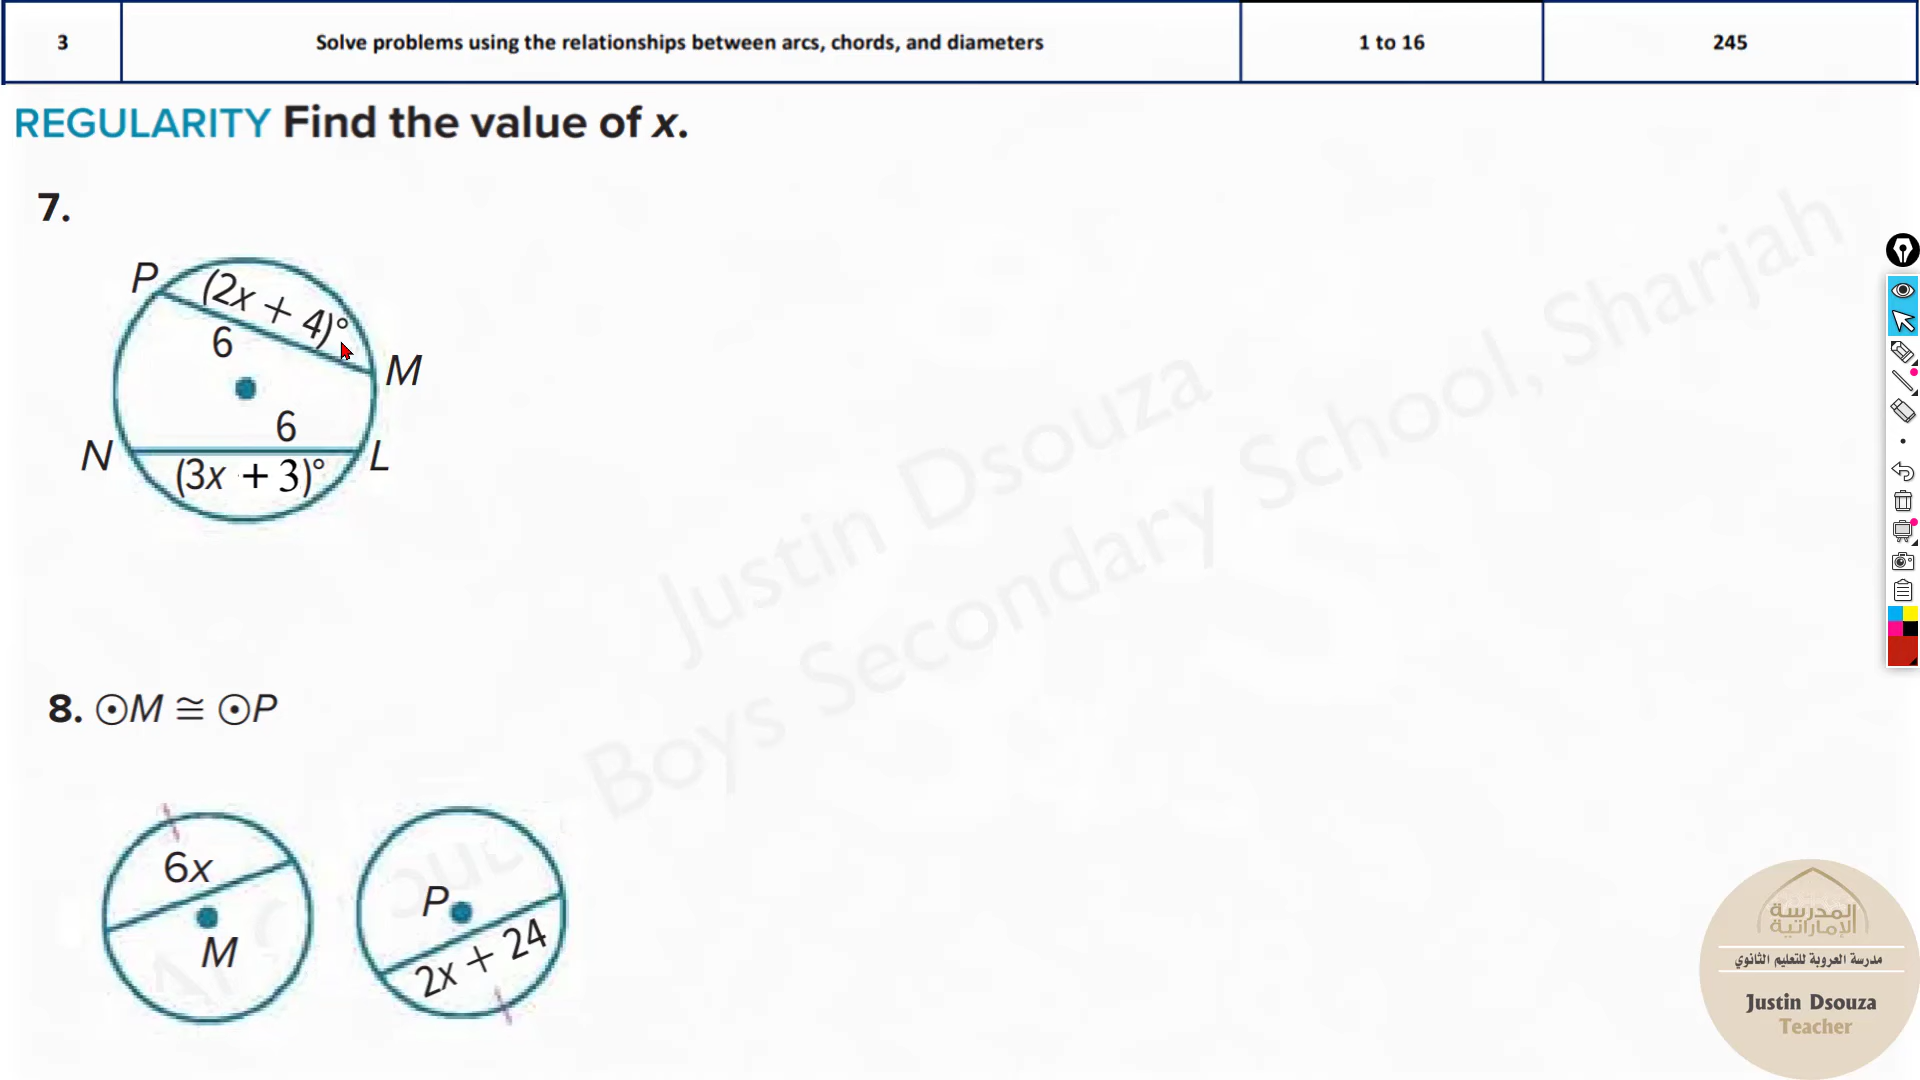 3
Solve problems using the relationships between arcs, chords, and diameters
1 to 16
245
REGULARITY Find the value of x.
7.
P
(2x + 4)°
6
M
6
N
L
(3x + 3)°
8. ⊙M ≅ ⊙P
6x
M
P
2x + 24
Justin Dsouza
Boys Secondary School, Sharjah
المدرسة
الإماراتية
مدرسة العروبة للتعليم الثانوي
Justin Dsouza
Teacher